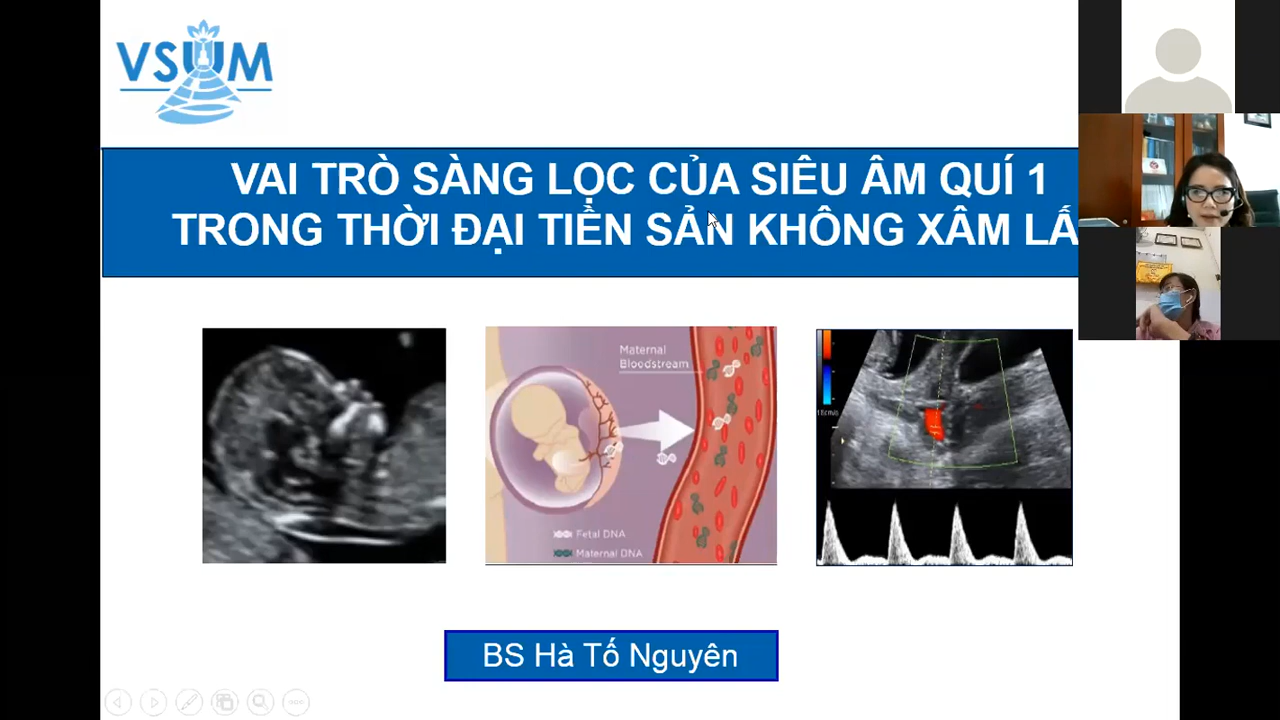 VSUM
VAI TRÒ SÀNG LỌC CỦA SIÊU ÂM QUÍ 1
TRONG THỜI ĐẠI TIỀN SẢN KHÔNG XÂM LẤ
Maternal
Bloodstream
Fetal DNA
Maternal DNA
BS Hà Tố Nguyên